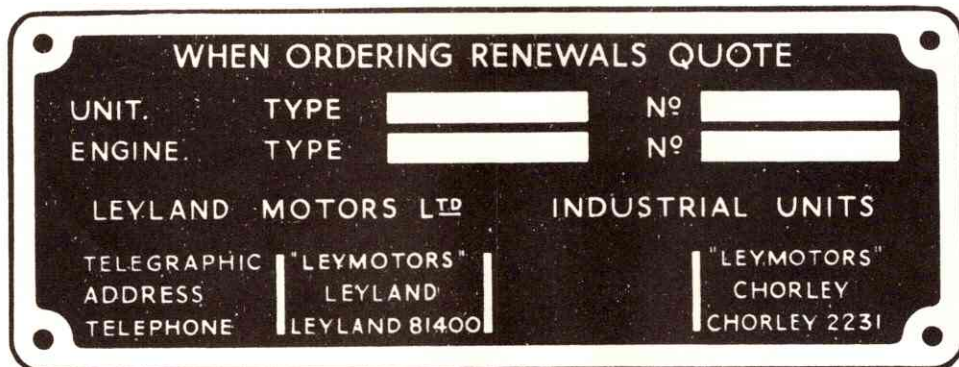 WHEN ORDERING RENEWALS QUOTE
UNIT. TYPE Nº
ENGINE. TYPE Nº
LEYLAND MOTORS LTD INDUSTRIAL UNITS
TELEGRAPHIC "LEYMOTORS" "LEYMOTORS"
ADDRESS LEYLAND CHORLEY
TELEPHONE LEYLAND 81400 CHORLEY 2231